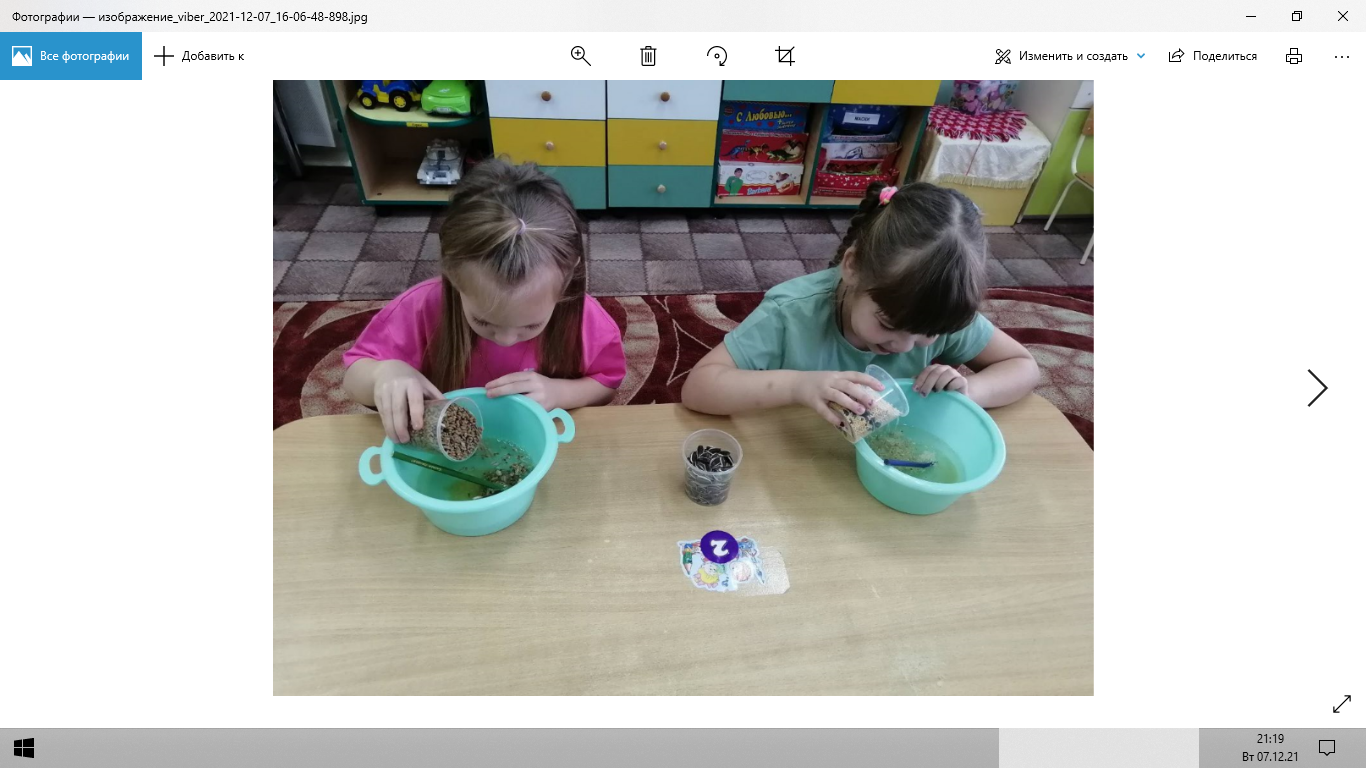 Фотографии — изображение_viber_2021-12-07_16-06-48-898.jpg
Все фотографии
Добавить к
Изменить и создать
Поделиться
С Любовью...
МАСКИ
2
21:19
Вт 07.12.21